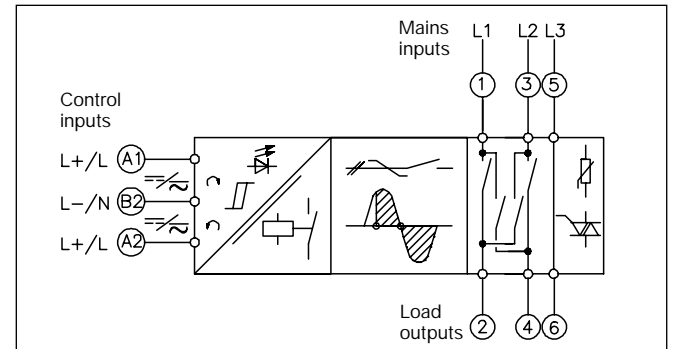 Mains
inputs
L1 L2 L3
1 3 5
Control
inputs
L+/L A1
L-/N B2
L+/L A2
Load
outputs
2 4 6